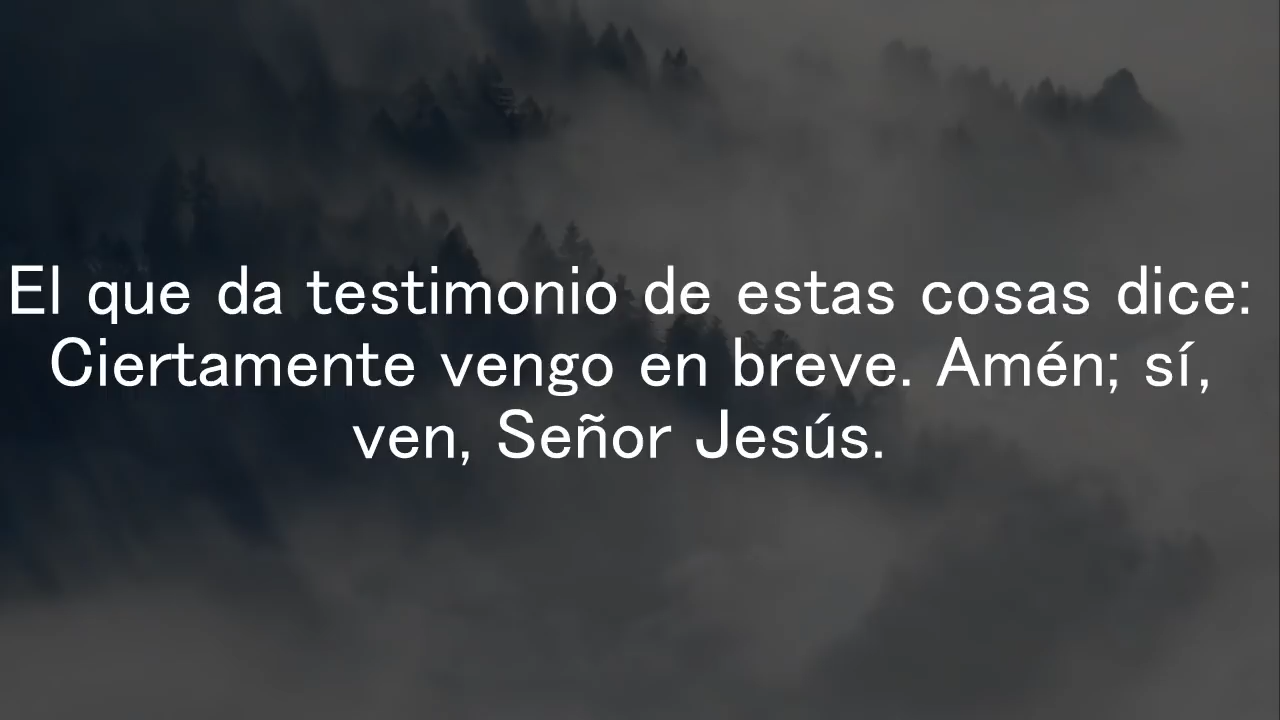 El que da testimonio de estas cosas dice:
Ciertamente vengo en breve. Amén; sí,
ven, Señor Jesús.